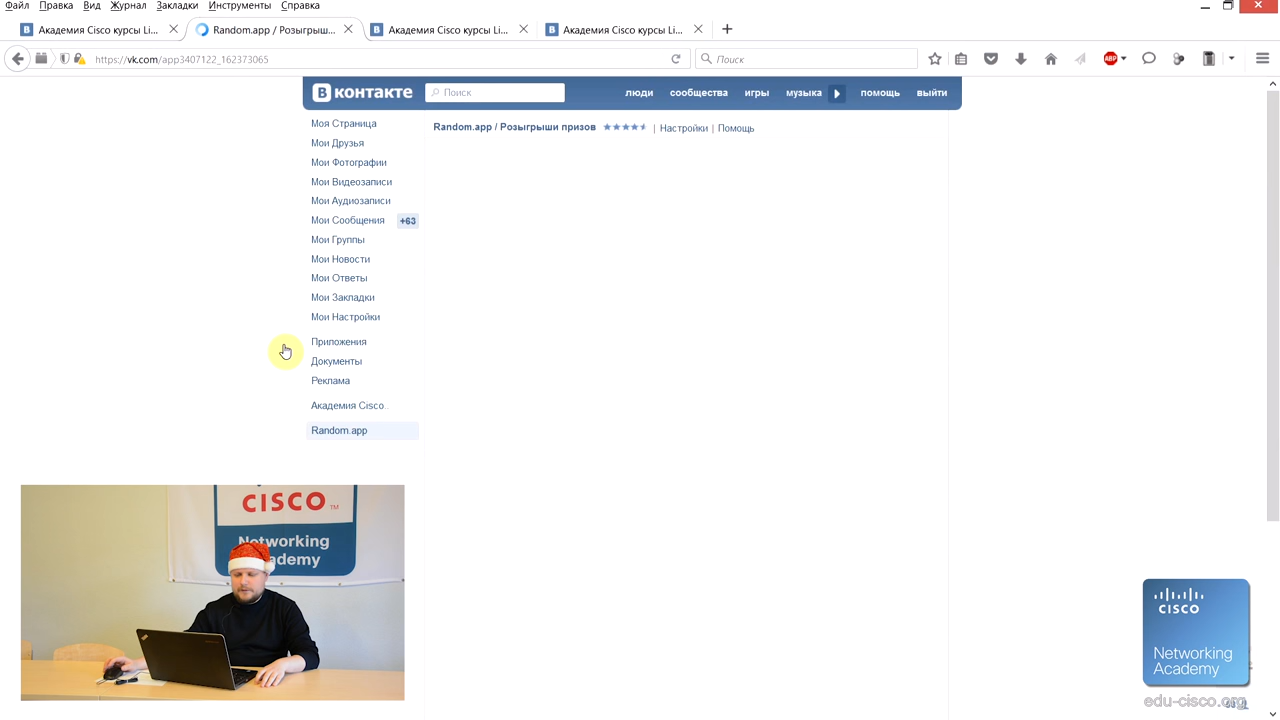 Файл Правка Вид Журнал Закладки Инструменты Справка
Академия Cisco курсы Li...
Random.app / Розыгрыш...
Академия Cisco курсы Li...
Академия Cisco курсы Li...
https://vk.com/app3407122_162373065
Поиск
ABP
В контакте
Поиск
люди сообщества игры музыка помощь выйти
Моя Страница
Мои Друзья
Мои Фотографии
Мои Видеозаписи
Мои Аудиозаписи
Мои Сообщения +63
Мои Группы
Мои Новости
Мои Ответы
Мои Закладки
Мои Настройки
Приложения
Документы
Реклама
Академия Cisco..
Random.app
Random.app / Розыгрыши призов | Настройки | Помощь
CISCO TM
Networking
Academy
CISCO
Networking
Academy
edu-cisco.org